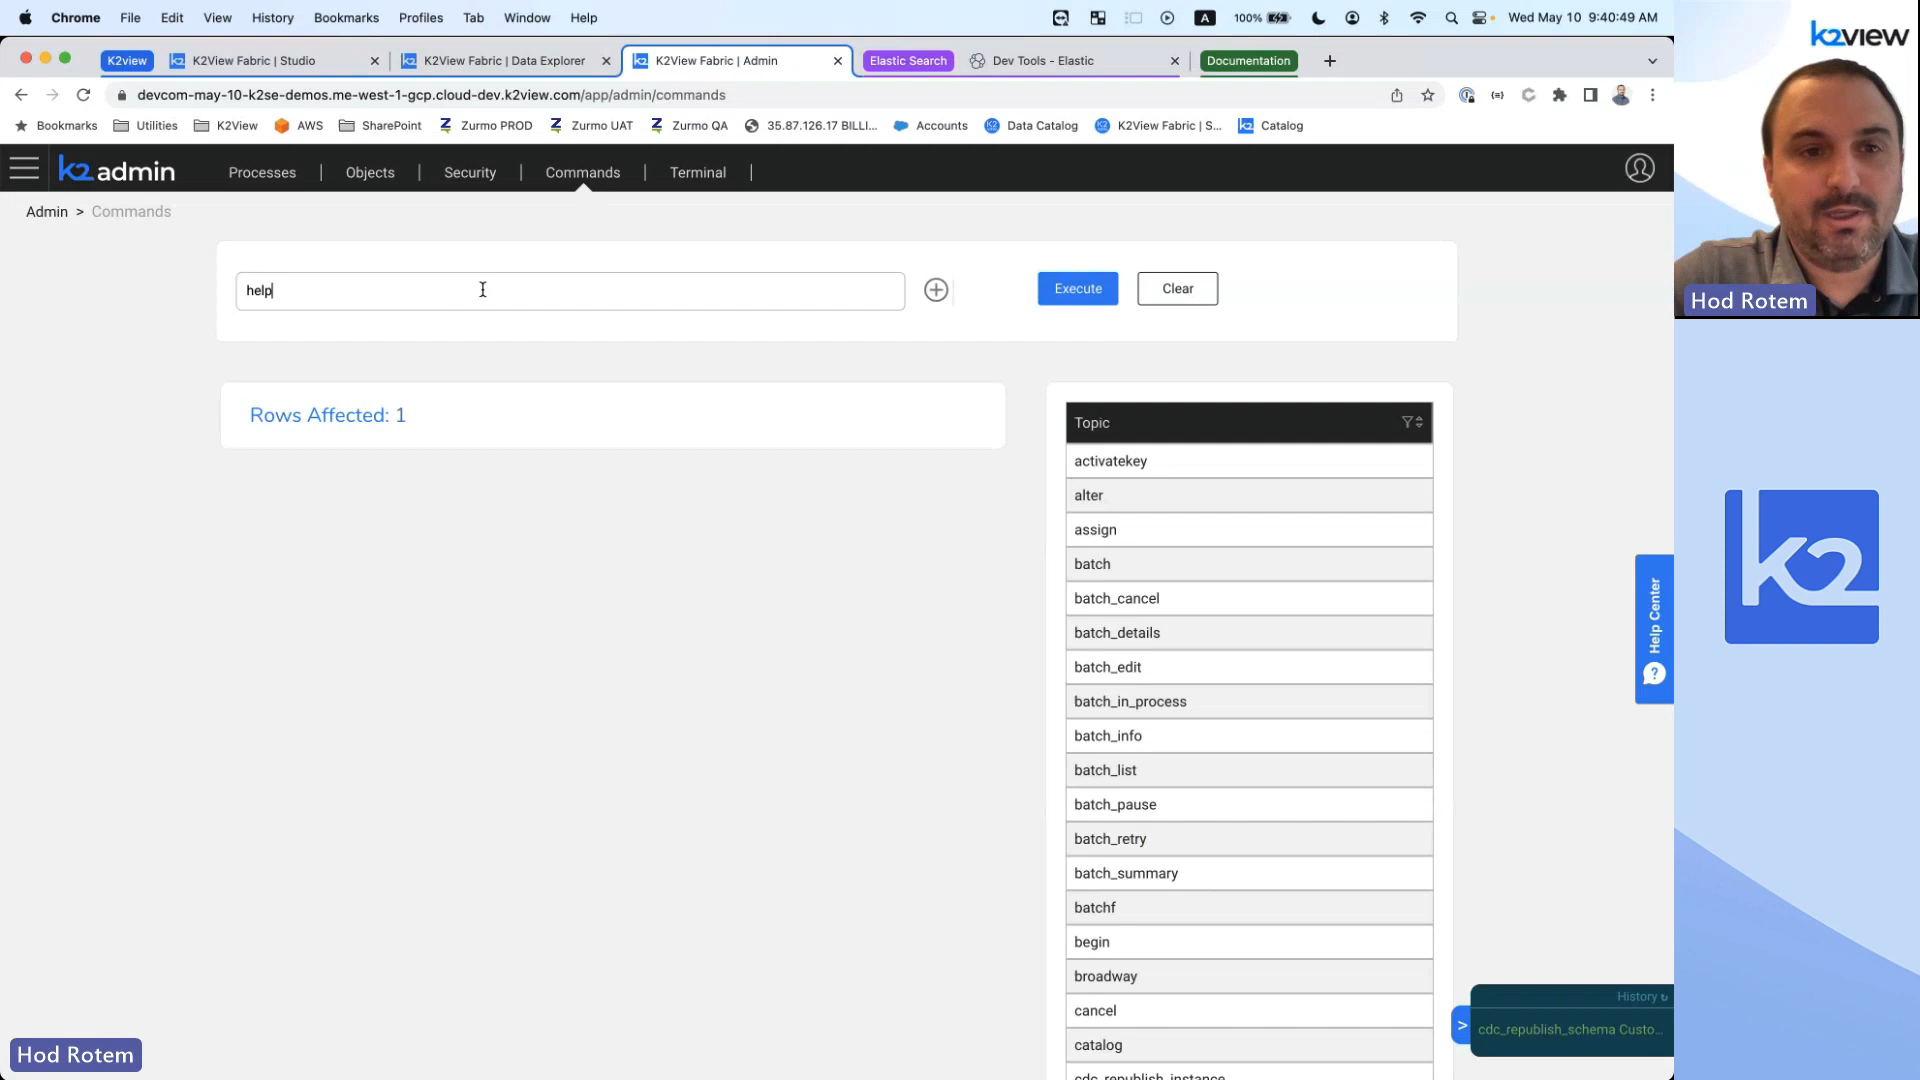 Chrome File Edit View History Bookmarks Profiles Tab Window Help
A 100% Wed May 10 9:40:49 AM
K2view K2View Fabric | Studio K2View Fabric | Data Explorer K2View Fabric | Admin Elastic Search Dev Tools - Elastic Documentation
devcom-may-10-k2se-demos.me-west-1-gcp.cloud-dev.k2view.com/app/admin/commands
Bookmarks Utilities K2View AWS SharePoint Zurmo PROD Zurmo UAT Zurmo QA 35.87.126.17 BILLI... Accounts Data Catalog K2View Fabric | S... Catalog
k2admin Processes | Objects | Security | Commands | Terminal |
Admin > Commands
help
Execute Clear
Rows Affected: 1
Topic
activatekey
alter
assign
batch
batch_cancel
batch_details
batch_edit
batch_in_process
batch_info
batch_list
batch_pause
batch_retry
batch_summary
batchf
begin
broadway
cancel
catalog
cdc_republish_instance
Help Center
?
History
> cdc_republish_schema Custo...
Hod Rotem
k2view
Hod Rotem
k2